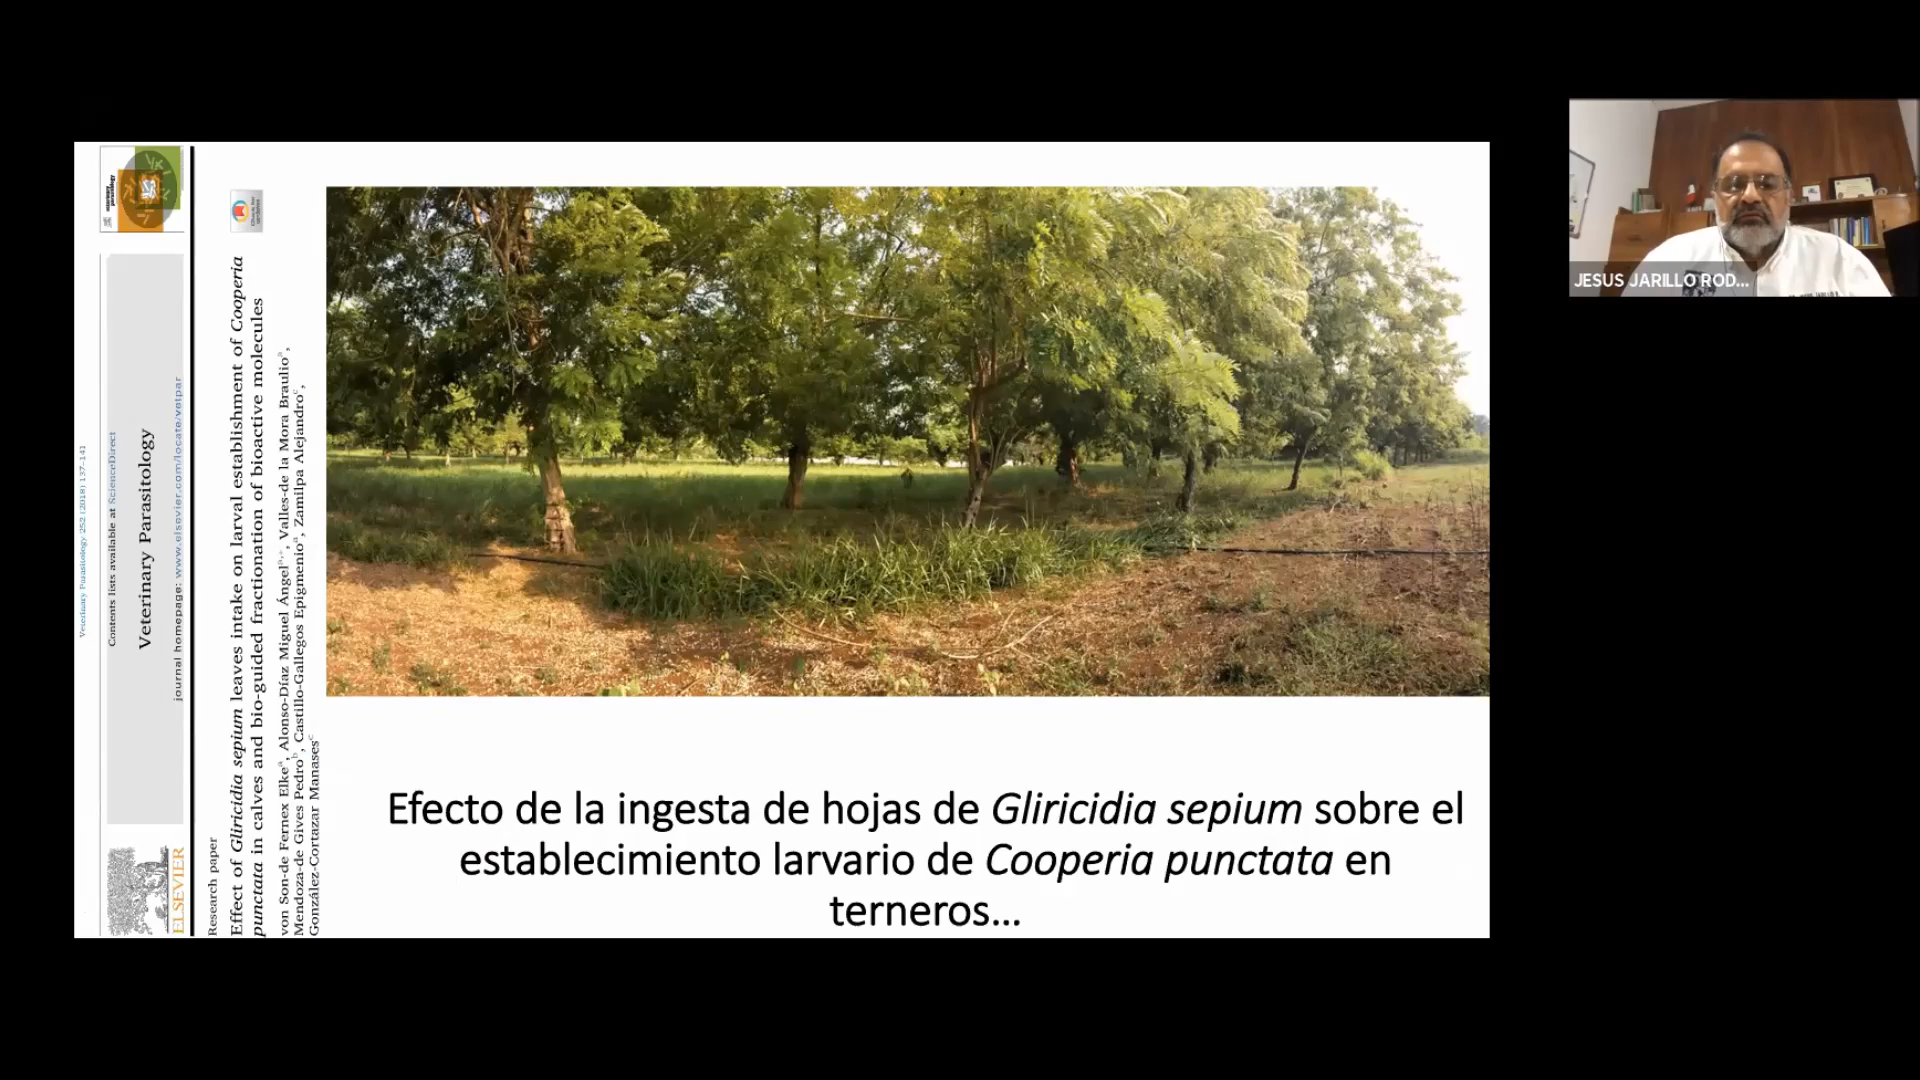 Veterinary Parasitology 252 (2018) 137–141
Contents lists available at ScienceDirect
Veterinary Parasitology
journal homepage: www.elsevier.com/locate/vetpar
ELSEVIER
Research paper
Effect of Gliricidia sepium leaves intake on larval establishment of Cooperia
punctata in calves and bio-guided fractionation of bioactive molecules
von Son-de Fernex Elke^a, Alonso-Díaz Miguel Ángel^a,*, Valles-de la Mora Braulio^a,
Mendoza-de Gives Pedro^b, Castillo-Gallegos Epigmenio^a, Zamilpa Alejandro^c,
González-Cortazar Manases^c
Efecto de la ingesta de hojas de Gliricidia sepium sobre el
establecimiento larvario de Cooperia punctata en
terneros...
JESUS JARILLO ROD...